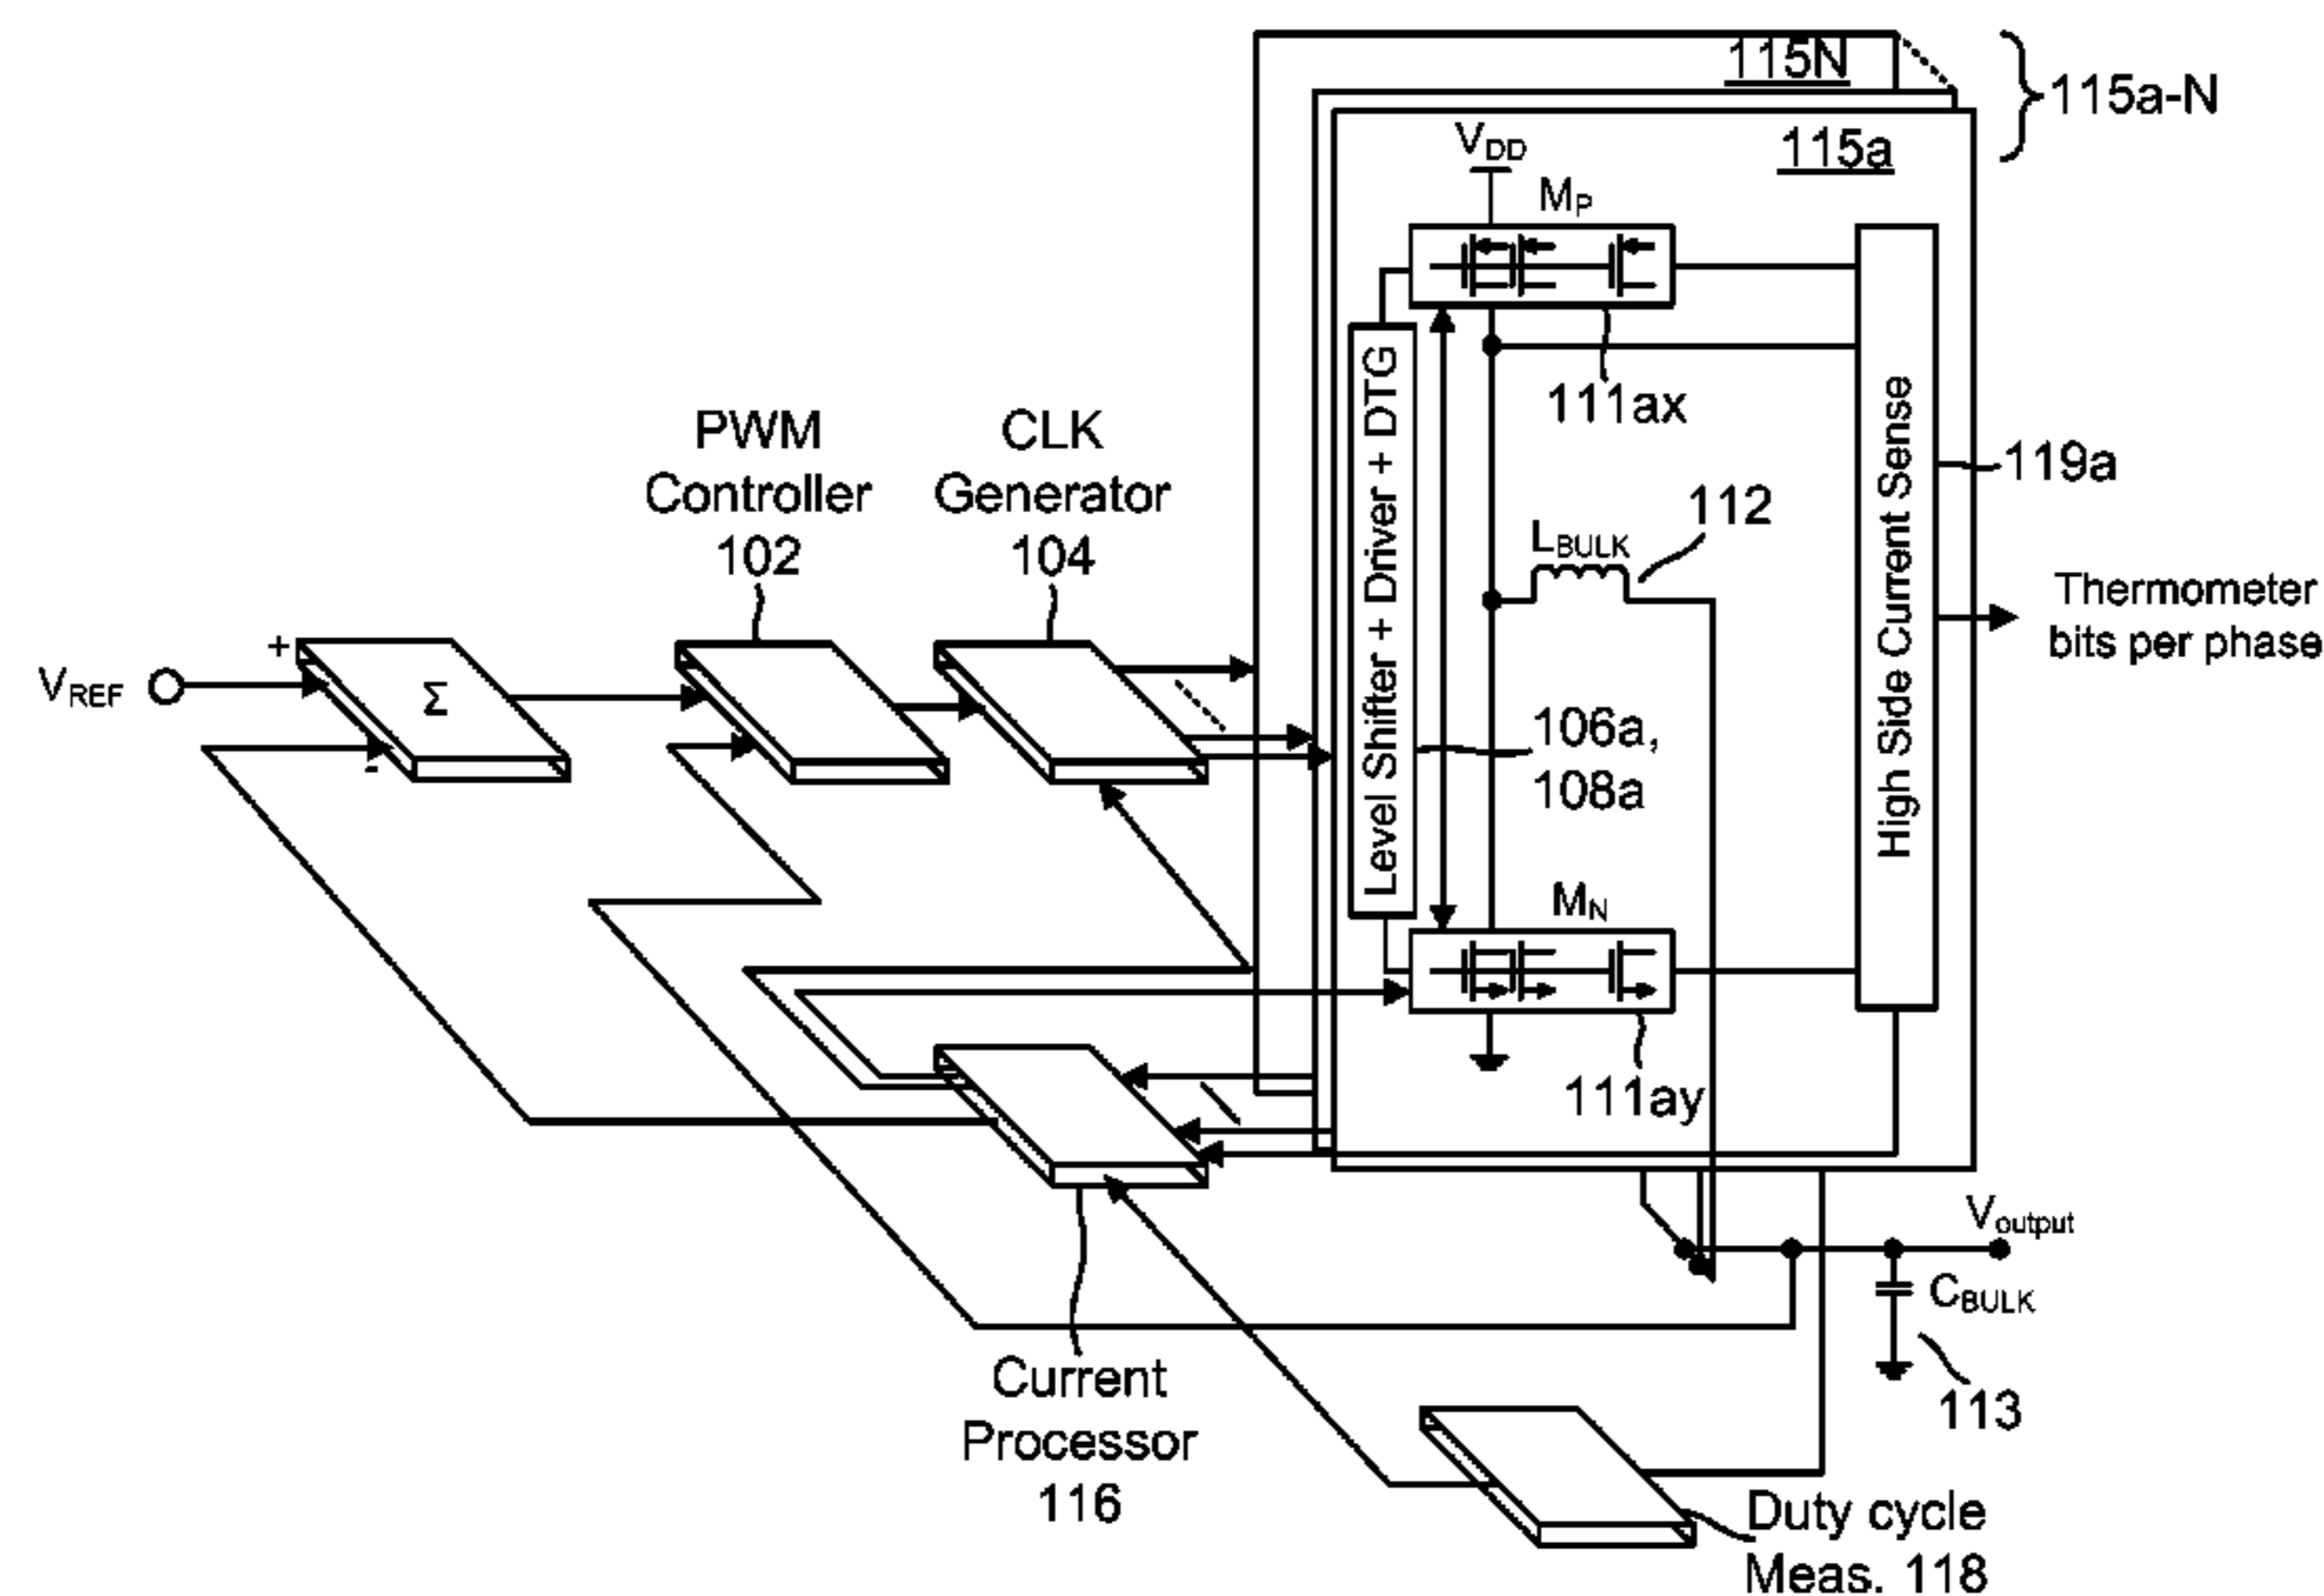 115N
115a-N
115a
VDD
MP
111ax
Level Shifter + Driver + DTG
High Side Current Sense
119a
PWM
Controller
102
CLK
Generator
104
LBULK
112
Thermometer
bits per phase
VREF
+
Σ
-
106a,
108a
MN
111ay
Voutput
CBULK
113
Current
Processor
116
Duty cycle
Meas. 118